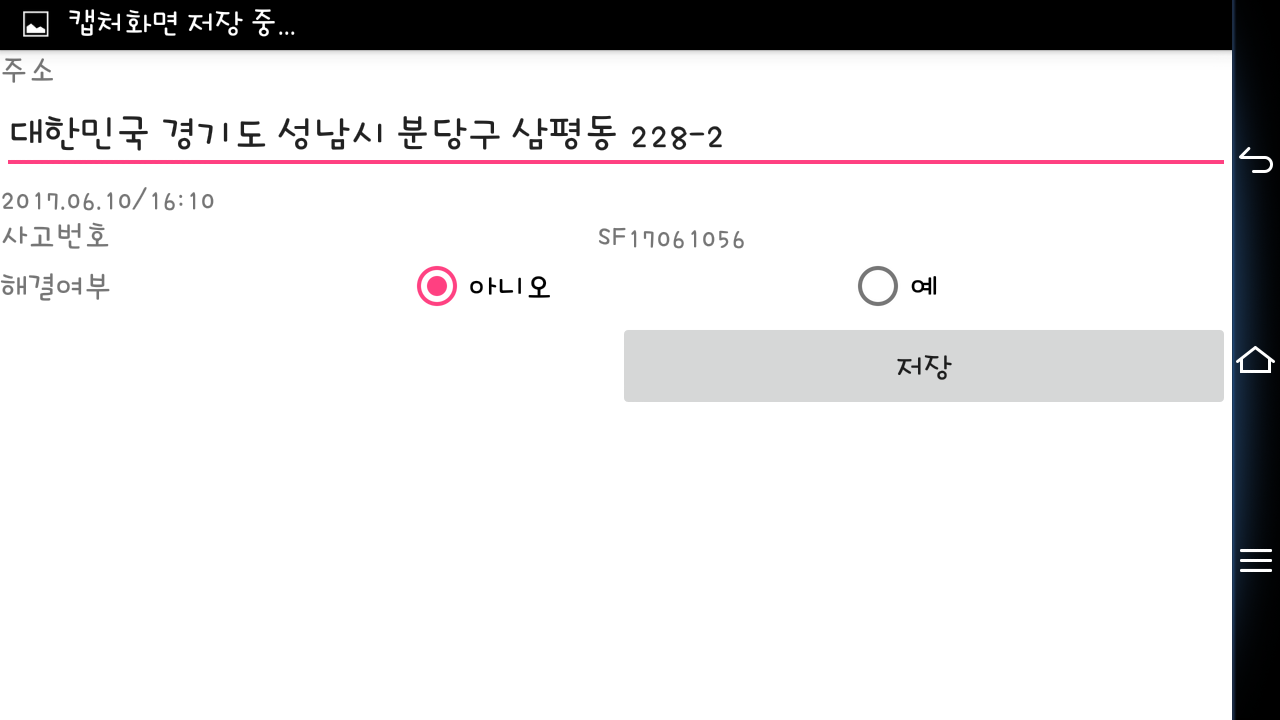 캡처화면 저장 중...
주소
대한민국 경기도 성남시 분당구 삼평동 228-2
2017.06.10/16:10
사고번호 SF17061056
해결여부 아니오 예
저장